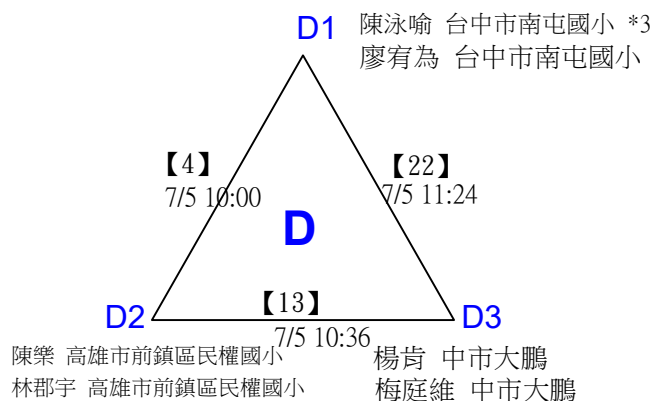 D1
陳泳喻 台中市南屯國小 *3
廖宥為 台中市南屯國小
【4】
7/5 10:00
【22】
7/5 11:24
D
【13】
7/5 10:36
D2
D3
陳樂 高雄市前鎮區民權國小
林郡宇 高雄市前鎮區民權國小
楊肯 中市大鵬
梅庭維 中市大鵬